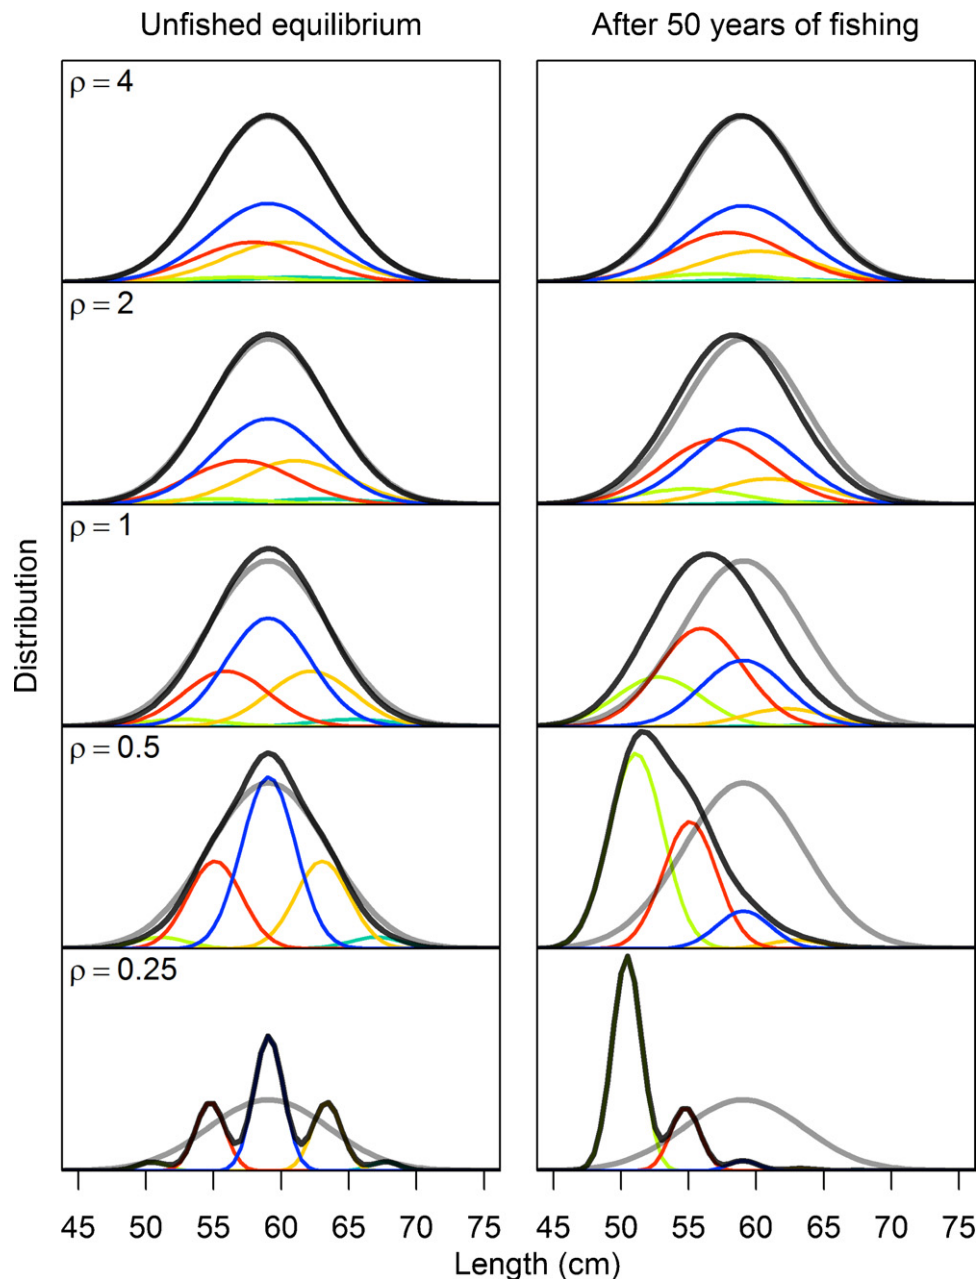 Unfished equilibrium
After 50 years of fishing
ρ = 4
ρ = 2
ρ = 1
ρ = 0.5
ρ = 0.25
Distribution
45 50 55 60 65 70 75
45 50 55 60 65 70 75
Length (cm)